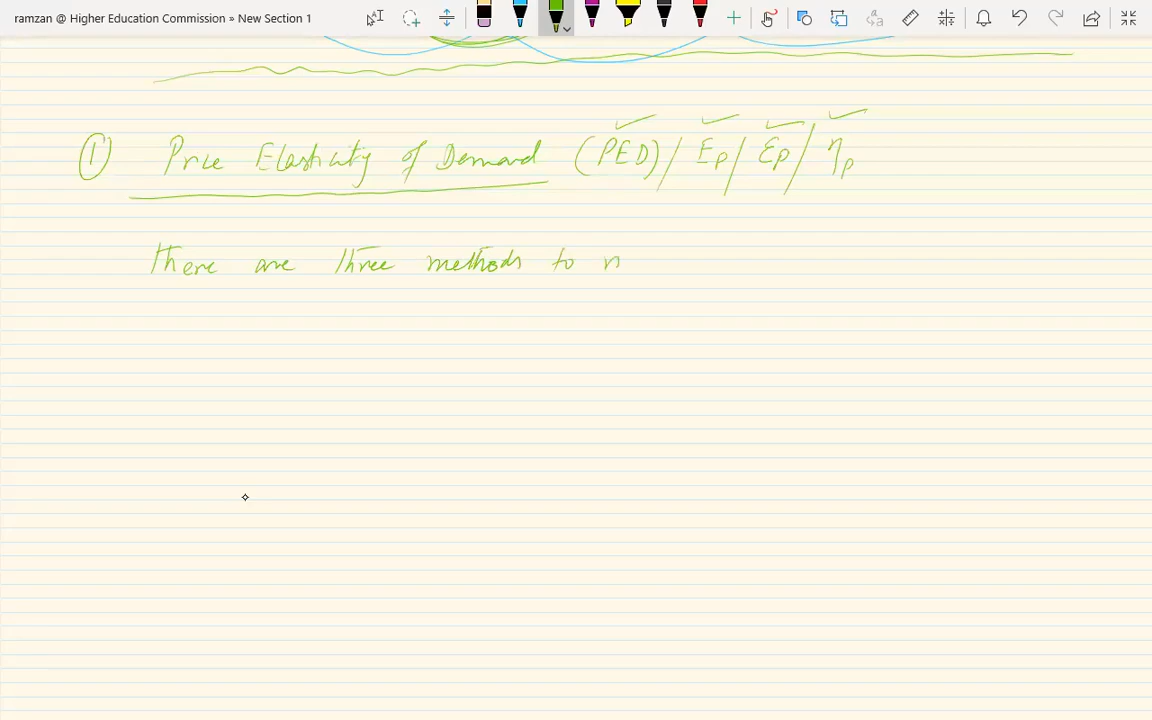 ramzan @ Higher Education Commission » New Section 1
① Price Elasticity of Demand (PED) / Ep / Ɛp / ηp
There are three methods to